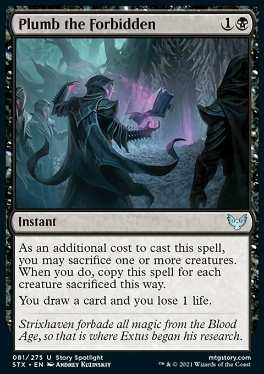 Plumb the Forbidden 1
Instant
As an additional cost to cast this spell,
you may sacrifice one or more creatures.
When you do, copy this spell for each
creature sacrificed this way.
You draw a card and you lose 1 life.
Strixhaven forbade all magic from the Blood
Age, so that is where Extus began his research.
081/275 U Story Spotlight
STX • EN Andrey Kuzinskiy
mtgstory.com
™ & © 2021 Wizards of the Coast